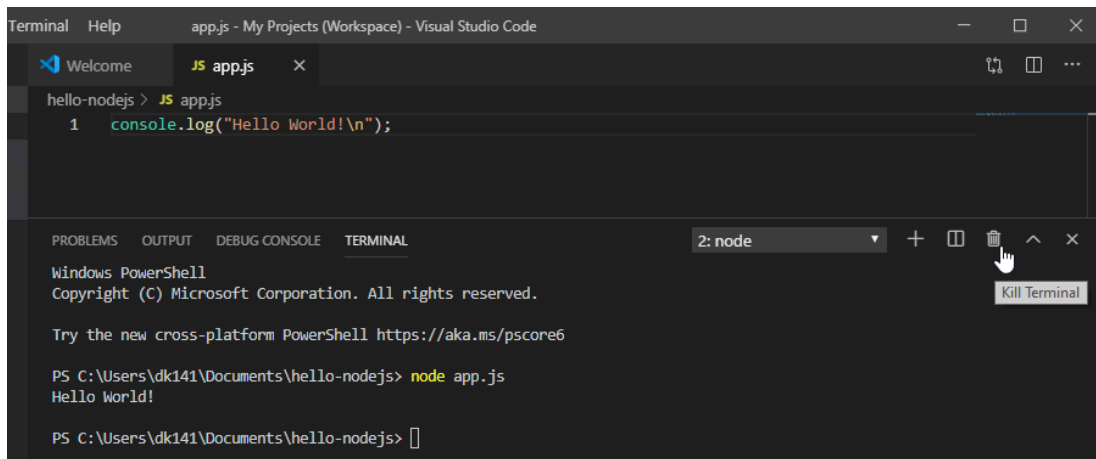 Terminal Help app.js - My Projects (Workspace) - Visual Studio Code
Welcome JS app.js
hello-nodejs > JS app.js
1 console.log("Hello World!\n");
PROBLEMS OUTPUT DEBUG CONSOLE TERMINAL 2: node
Windows PowerShell
Copyright (C) Microsoft Corporation. All rights reserved.
Kill Terminal
Try the new cross-platform PowerShell https://aka.ms/pscore6
PS C:\Users\dk141\Documents\hello-nodejs> node app.js
Hello World!
PS C:\Users\dk141\Documents\hello-nodejs>